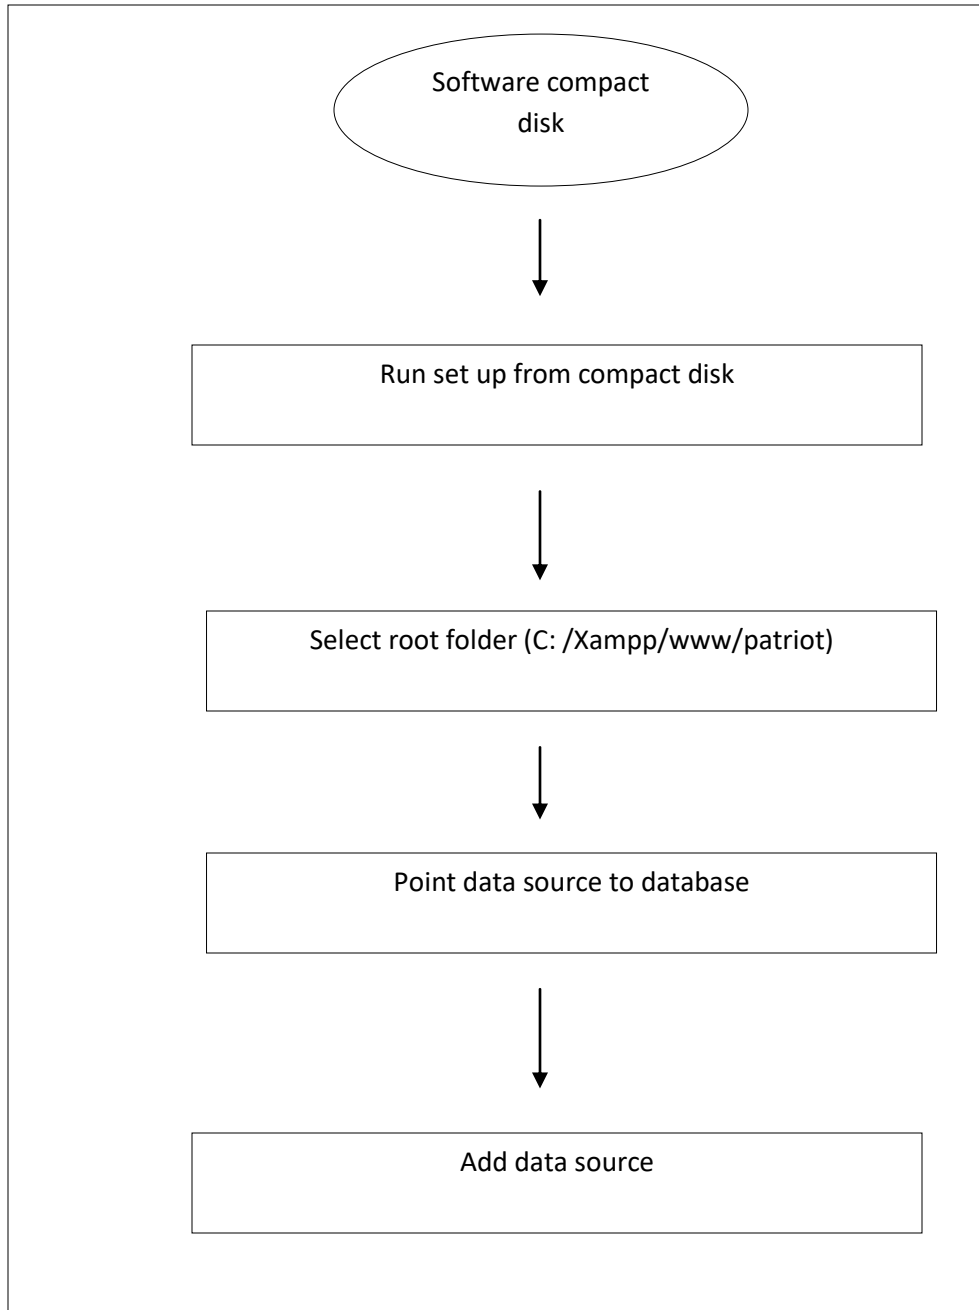 Software compact
disk
Run set up from compact disk
Select root folder (C: /Xampp/www/patriot)
Point data source to database
Add data source